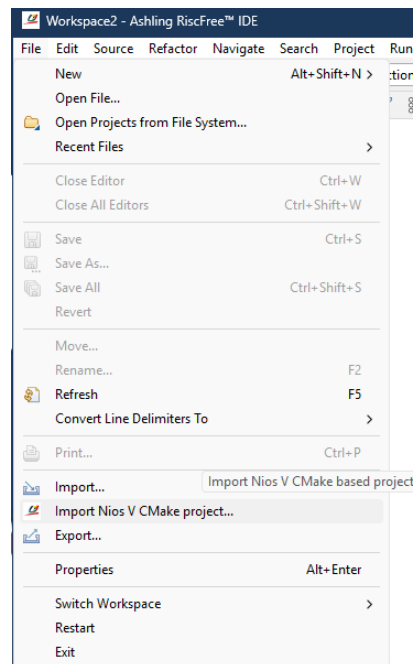 Workspace2 - Ashling RiscFree™ IDE
File Edit Source Refactor Navigate Search Project Run
New Alt+Shift+N >
Open File...
Open Projects from File System...
Recent Files >
Close Editor Ctrl+W
Close All Editors Ctrl+Shift+W
Save Ctrl+S
Save As...
Save All Ctrl+Shift+S
Revert
Move...
Rename... F2
Refresh F5
Convert Line Delimiters To >
Print... Ctrl+P
Import... Import Nios V CMake based project
Import Nios V CMake project...
Export...
Properties Alt+Enter
Switch Workspace >
Restart
Exit